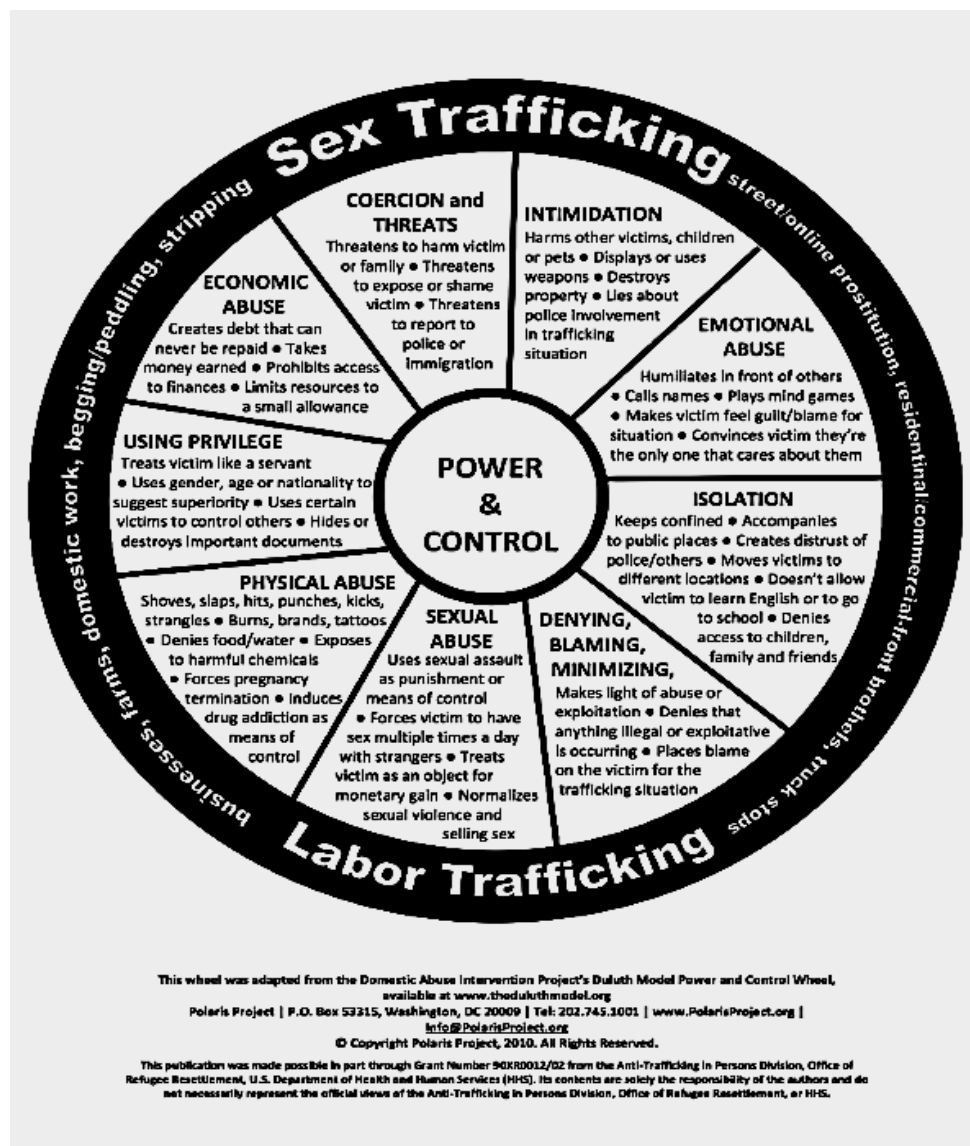 Sex Trafficking
street/online prostitution, residentinal/commercial-front brothels, truck stops
Labor Trafficking
businesses, farms, domestic work, begging/peddling, stripping
COERCION and
THREATS
Threatens to harm victim
or family ● Threatens
to expose or shame
victim ● Threatens
to report to
police or
immigration
INTIMIDATION
Harms other victims, children
or pets ● Displays or uses
weapons ● Destroys
property ● Lies about
police involvement
in trafficking
situation
EMOTIONAL
ABUSE
Humiliates in front of others
● Calls names ● Plays mind games
● Makes victim feel guilt/blame for
situation ● Convinces victim they're
the only one that cares about them
ISOLATION
Keeps confined ● Accompanies
to public places ● Creates distrust of
police/others ● Moves victims to
different locations ● Doesn't allow
victim to learn English or to go
to school ● Denies
access to children,
family and friends
DENYING,
BLAMING,
MINIMIZING,
Makes light of abuse or
exploitation ● Denies that
anything illegal or exploitative
is occurring ● Places blame
on the victim for the
trafficking situation
SEXUAL
ABUSE
Uses sexual assault
as punishment or
means of control
● Forces victim to have
sex multiple times a day
with strangers ● Treats
victim as an object for
monetary gain ● Normalizes
sexual violence and
selling sex
PHYSICAL ABUSE
Shoves, slaps, hits, punches, kicks,
strangles ● Burns, brands, tattoos
● Denies food/water ● Exposes
to harmful chemicals
● Forces pregnancy
termination ● Induces
drug addiction as
means of
control
USING PRIVILEGE
Treats victim like a servant
● Uses gender, age or nationality to
suggest superiority ● Uses certain
victims to control others ● Hides or
destroys important documents
ECONOMIC
ABUSE
Creates debt that can
never be repaid ● Takes
money earned ● Prohibits access
to finances ● Limits resources to
a small allowance
POWER
&
CONTROL
This wheel was adapted from the Domestic Abuse Intervention Project's Duluth Model Power and Control Wheel,
available at www.theduluthmodel.org
Polaris Project | P.O. Box 53315, Washington, DC 20009 | Tel: 202.745.1001 | www.PolarisProject.org |
Info@PolarisProject.org
© Copyright Polaris Project, 2010. All Rights Reserved.
This publication was made possible in part through Grant Number 90XR0012/02 from the Anti-Trafficking in Persons Division, Office of
Refugee Resettlement, U.S. Department of Health and Human Services (HHS). Its contents are solely the responsibility of the authors and do
not necessarily represent the official views of the Anti-Trafficking in Persons Division, Office of Refugee Resettlement, or HHS.